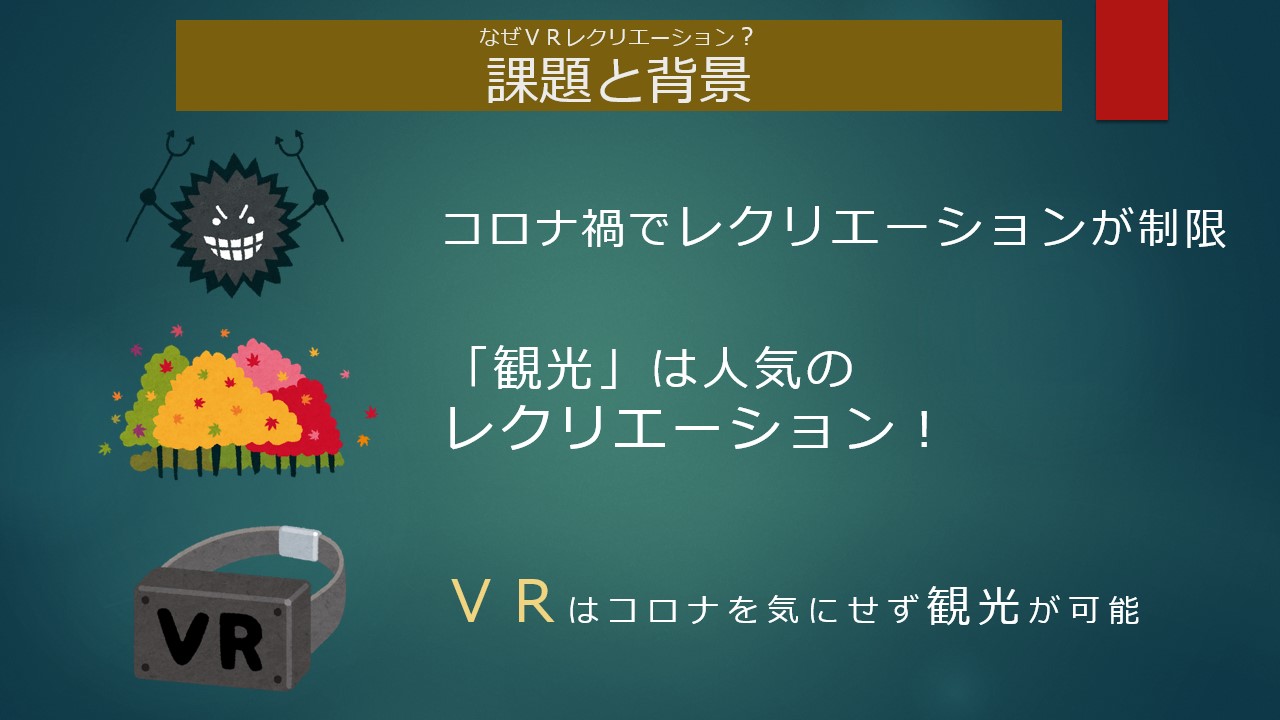 なぜＶＲレクリエーション？
課題と背景
コロナ禍でレクリエーションが制限
「観光」は人気の
レクリエーション！
VR
ＶＲはコロナを気にせず観光が可能